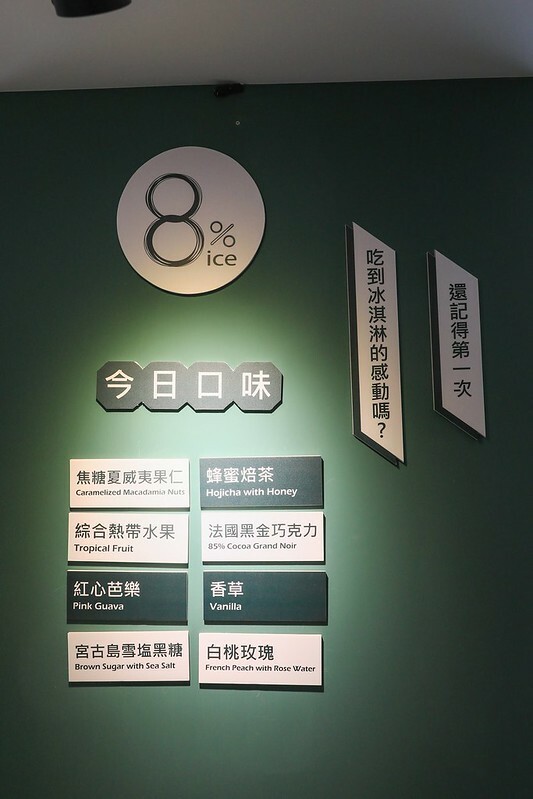 8%
ice
還記得第一次
吃到冰淇淋的感動嗎?
今日口味
焦糖夏威夷果仁
Caramelized Macadamia Nuts
蜂蜜焙茶
Hojicha with Honey
綜合熱帶水果
Tropical Fruit
法國黑金巧克力
85% Cocoa Grand Noir
紅心芭樂
Pink Guava
香草
Vanilla
宮古島雪塩黑糖
Brown Sugar with Sea Salt
白桃玫瑰
French Peach with Rose Water